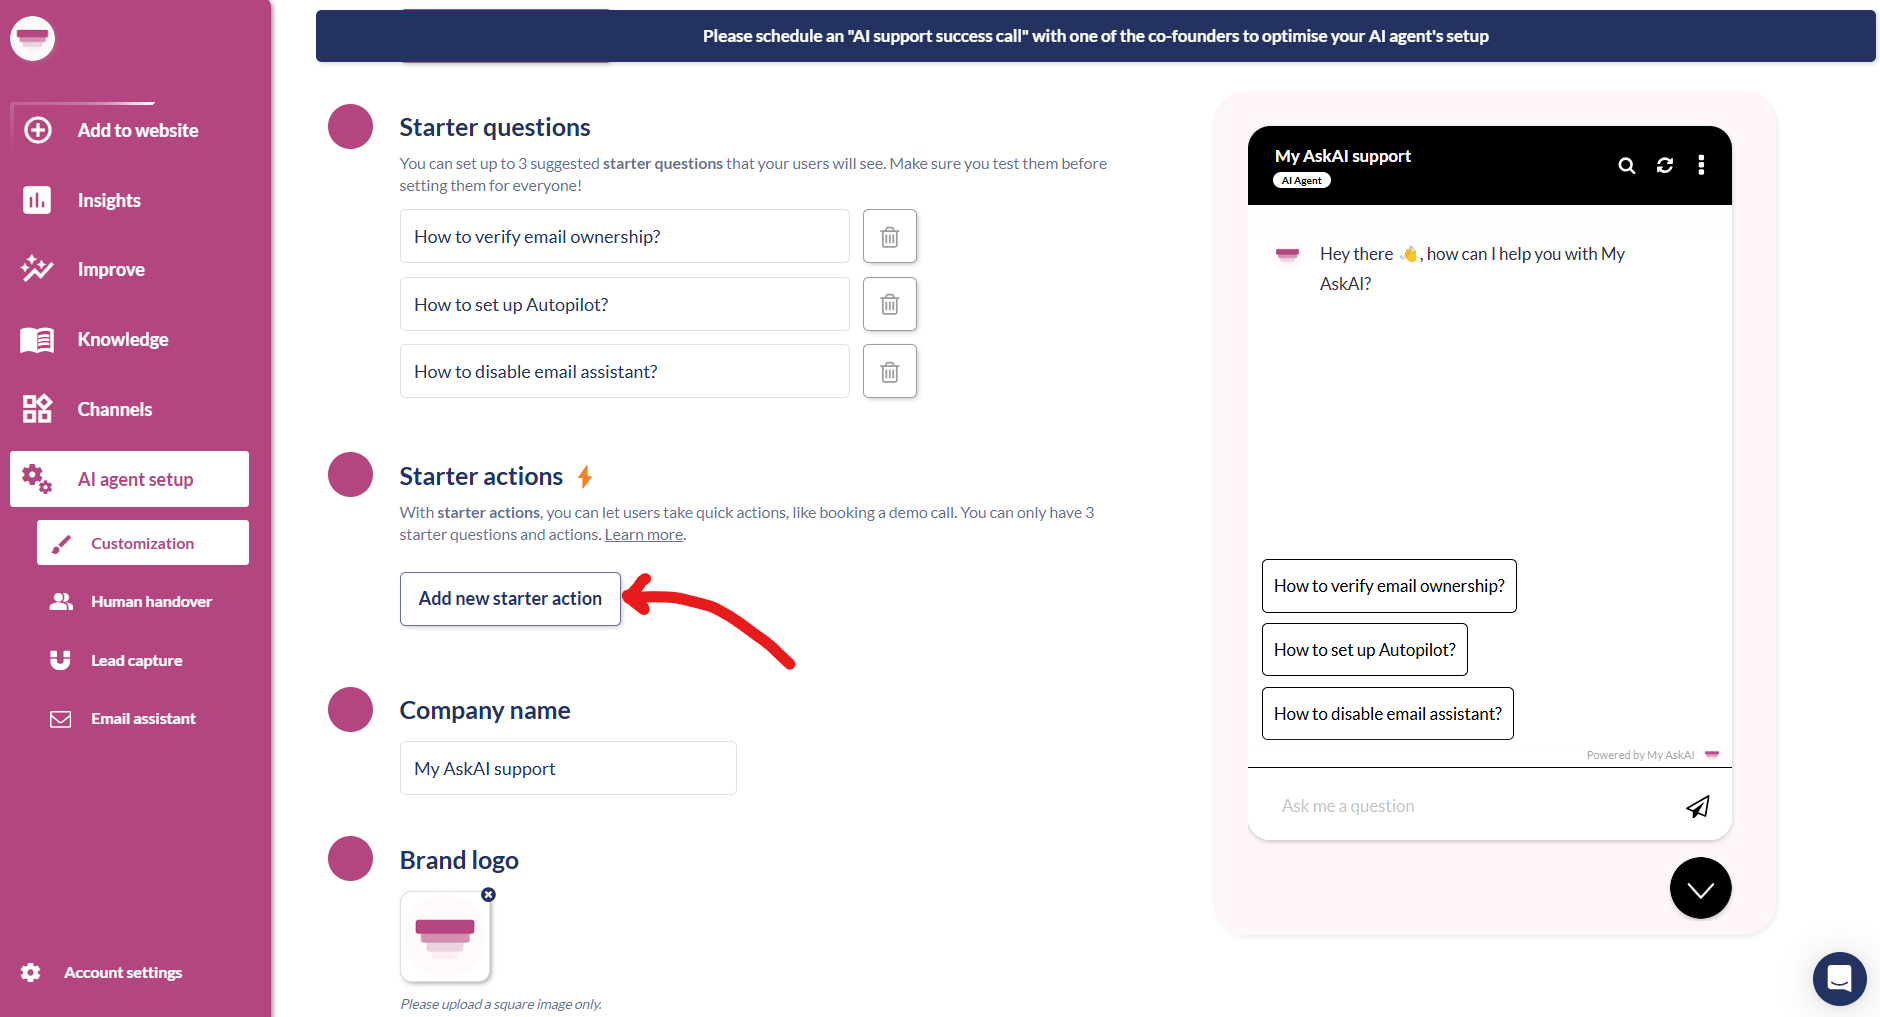 Please schedule an "AI support success call" with one of the co-founders to optimise your AI agent's setup
Add to website
Insights
Improve
Knowledge
Channels
AI agent setup
Customization
Human handover
Lead capture
Email assistant
Account settings
Starter questions
You can set up to 3 suggested starter questions that your users will see. Make sure you test them before
setting them for everyone!
How to verify email ownership?
How to set up Autopilot?
How to disable email assistant?
Starter actions
With starter actions, you can let users take quick actions, like booking a demo call. You can only have 3
starter questions and actions. Learn more.
Add new starter action
Company name
My AskAI support
Brand logo
Please upload a square image only.
My AskAI support
AI Agent
Hey there 👋, how can I help you with My
AskAI?
How to verify email ownership?
How to set up Autopilot?
How to disable email assistant?
Powered by My AskAI
Ask me a question